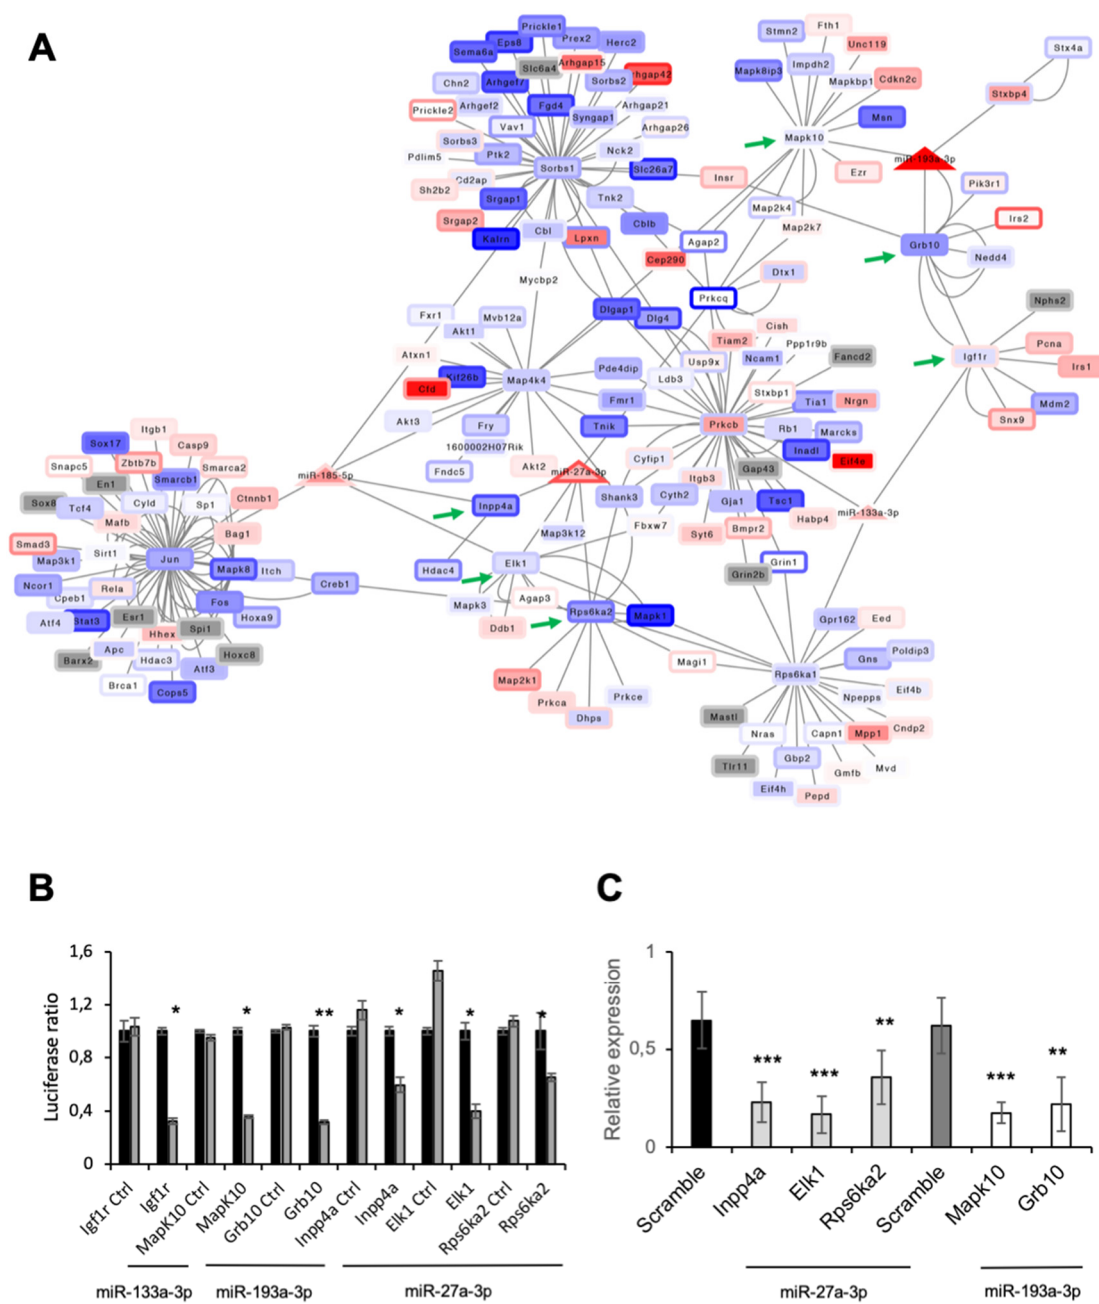 A
Prickle1
Eps8
Prex2
Herc2
Sema6a
Slc6a4
Arhgap15
Chn2
Arhgef7
Sorbs2
rhgap42
Prickle2
Arhgef2
Fgd4
Syngap1
Arhgap21
Vav1
Arhgap26
Sorbs3
Ptk2
Nck2
Pdlim5
Sorbs1
Slc26a7
Cd2ap
Sh2b2
Srgap1
Tnk2
Srgap2
Cblb
Kalrn
Cbl
Lpxn
Mycbp2
Stmn2
Fth1
Unc119
Stx4a
Mapk8ip3
Impdh2
Mapkbp1
Cdkn2c
Stxbp4
Msn
Mapk10
miR-193a-3p
Insr
Ezr
Pik3r1
Map2k4
Irs2
Map2k7
Agap2
Grb10
Nedd4
Cep290
Dtx1
Prkcq
Nphs2
Fxr1
Mvb12a
Dlgap1
Dlg4
Akt1
Cish
Tiam2
Ppp1r9b
Pcna
Atxn1
Usp9x
Ncam1
Fancd2
Igf1r
Irs1
Kif26b
Map4k4
Pde4dip
Ldb3
Cfd
Stxbp1
Fmr1
Tia1
Nrgn
Mdm2
Akt3
Fry
Tnik
Prkcb
Rb1
Marcks
Snx9
1600002H07Rik
Inadl
Eif4e
Fndc5
Akt2
miR-27a-3p
Cyfip1
Gap43
Itgb3
Itgb1
Sox17
Casp9
Snapc5
Zbtb7b
Smarca2
miR-185-5p
En1
Smarcb1
Shank3
Cyth2
Gja1
Tsc1
Sox8
Cyld
Sp1
Ctnnb1
Inpp4a
miR-133a-3p
Tcf4
Mafb
Bag1
Map3k12
Fbxw7
Syt6
Bmpr2
Habp4
Smad3
Sirt1
Map3k1
Jun
Mapk8
Itch
Hdac4
Elk1
Grin1
Grin2b
Ncor1
Rela
Creb1
Cpeb1
Fos
Mapk3
Agap3
Rps6ka2
Mapk1
Atf4
Stat3
Esr1
Spi1
Hoxa9
Ddb1
Gpr162
Eed
Hhex
Barx2
Apc
Hdac3
Hoxc8
Magi1
Gns
Poldip3
Atf3
Brca1
Cops5
Map2k1
Rps6ka1
Prkca
Prkce
Npepps
Eif4b
Dhps
Mastl
Nras
Capn1
Mpp1
Cndp2
Tlr11
Gbp2
Gmfb
Mvd
Eif4h
Pepd
B
Luciferase ratio
1,6
1,2
0,8
0,4
0
*
*
**
*
*
*
Igf1r Ctrl
Igf1r
MapK10 Ctrl
MapK10
Grb10 Ctrl
Grb10
Inpp4a Ctrl
Inpp4a
Elk1 Ctrl
Elk1
Rps6ka2 Ctrl
Rps6ka2
miR-133a-3p
miR-193a-3p
miR-27a-3p
C
Relative expression
1
0,5
0
***
***
**
***
**
Scramble
Inpp4a
Elk1
Rps6ka2
Scramble
Mapk10
Grb10
miR-27a-3p
miR-193a-3p